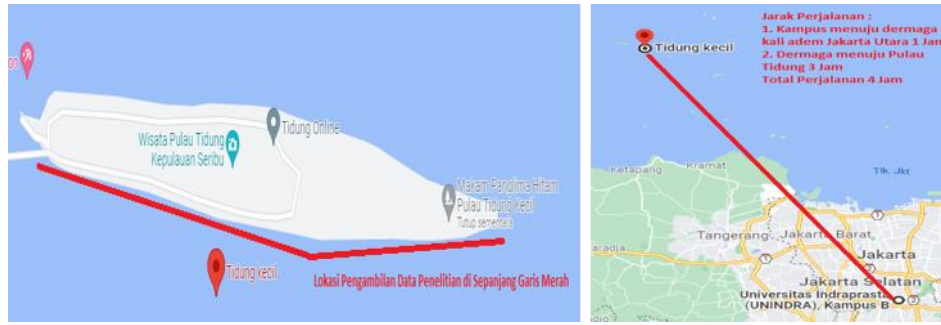 on
Wisata Pulau Tidung
Kepulauan Seribu
Tidung Online
Makam Panglima Hitam
Pulau Tidung kecil
Tutup sementara
Tidung kecil
Lokasi Pengambilan Data Penelitian di Sepanjang Garis Merah
Jarak Perjalanan :
1. Kampus menuju dermaga
kali adem Jakarta Utara 1 Jam
2. Dermaga menuju Pulau
Tidung 3 Jam
Total Perjalanan 4 Jam
Tidung kecil
Ketapang
Kramat
Tlk. Jkt
Tangerang
Jakarta Barat
aradja
Jakarta
Jakarta Selatan
Universitas Indraprasta
(UNINDRA), Kampus B
dio